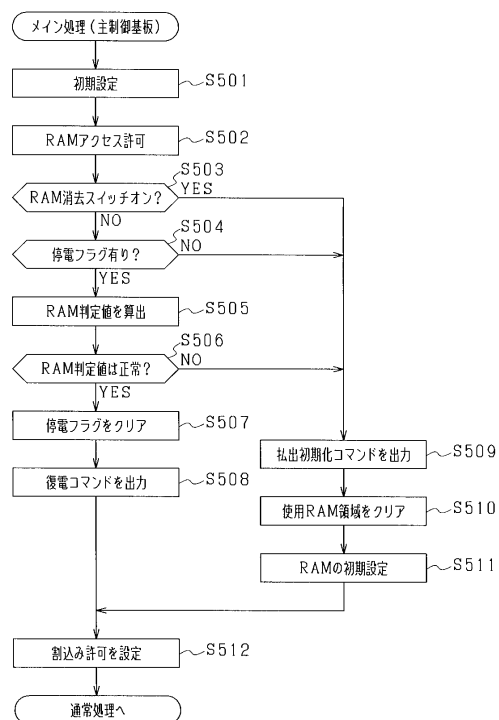 メイン処理(主制御基板)
初期設定
S501
RAMアクセス許可
S502
RAM消去スイッチオン?
S503
YES
NO
停電フラグ有り?
S504
NO
YES
RAM判定値を算出
S505
RAM判定値は正常?
S506
NO
YES
停電フラグをクリア
S507
復電コマンドを出力
S508
払出初期化コマンドを出力
S509
使用RAM領域をクリア
S510
RAMの初期設定
S511
割込み許可を設定
S512
通常処理へ